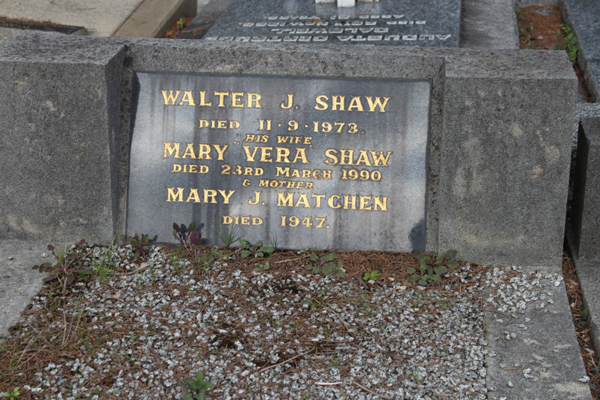 WALTER J. SHAW
DIED 11·9·1973.
HIS WIFE,
MARY VERA SHAW
DIED 23RD MARCH 1990
& MOTHER
MARY J. MATCHEN
DIED 1947.